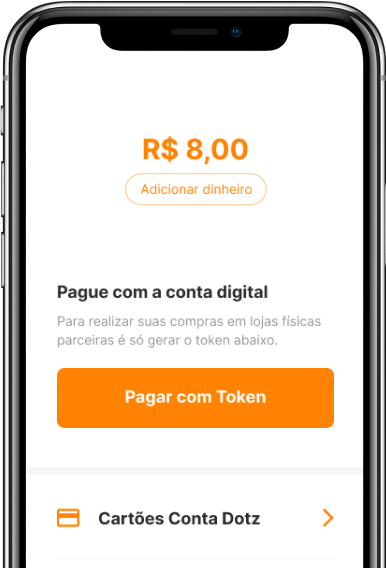 R$ 8,00
Adicionar dinheiro
Pague com a conta digital
Para realizar suas compras em lojas físicas
parceiras é só gerar o token abaixo.
Pagar com Token
Cartões Conta Dotz